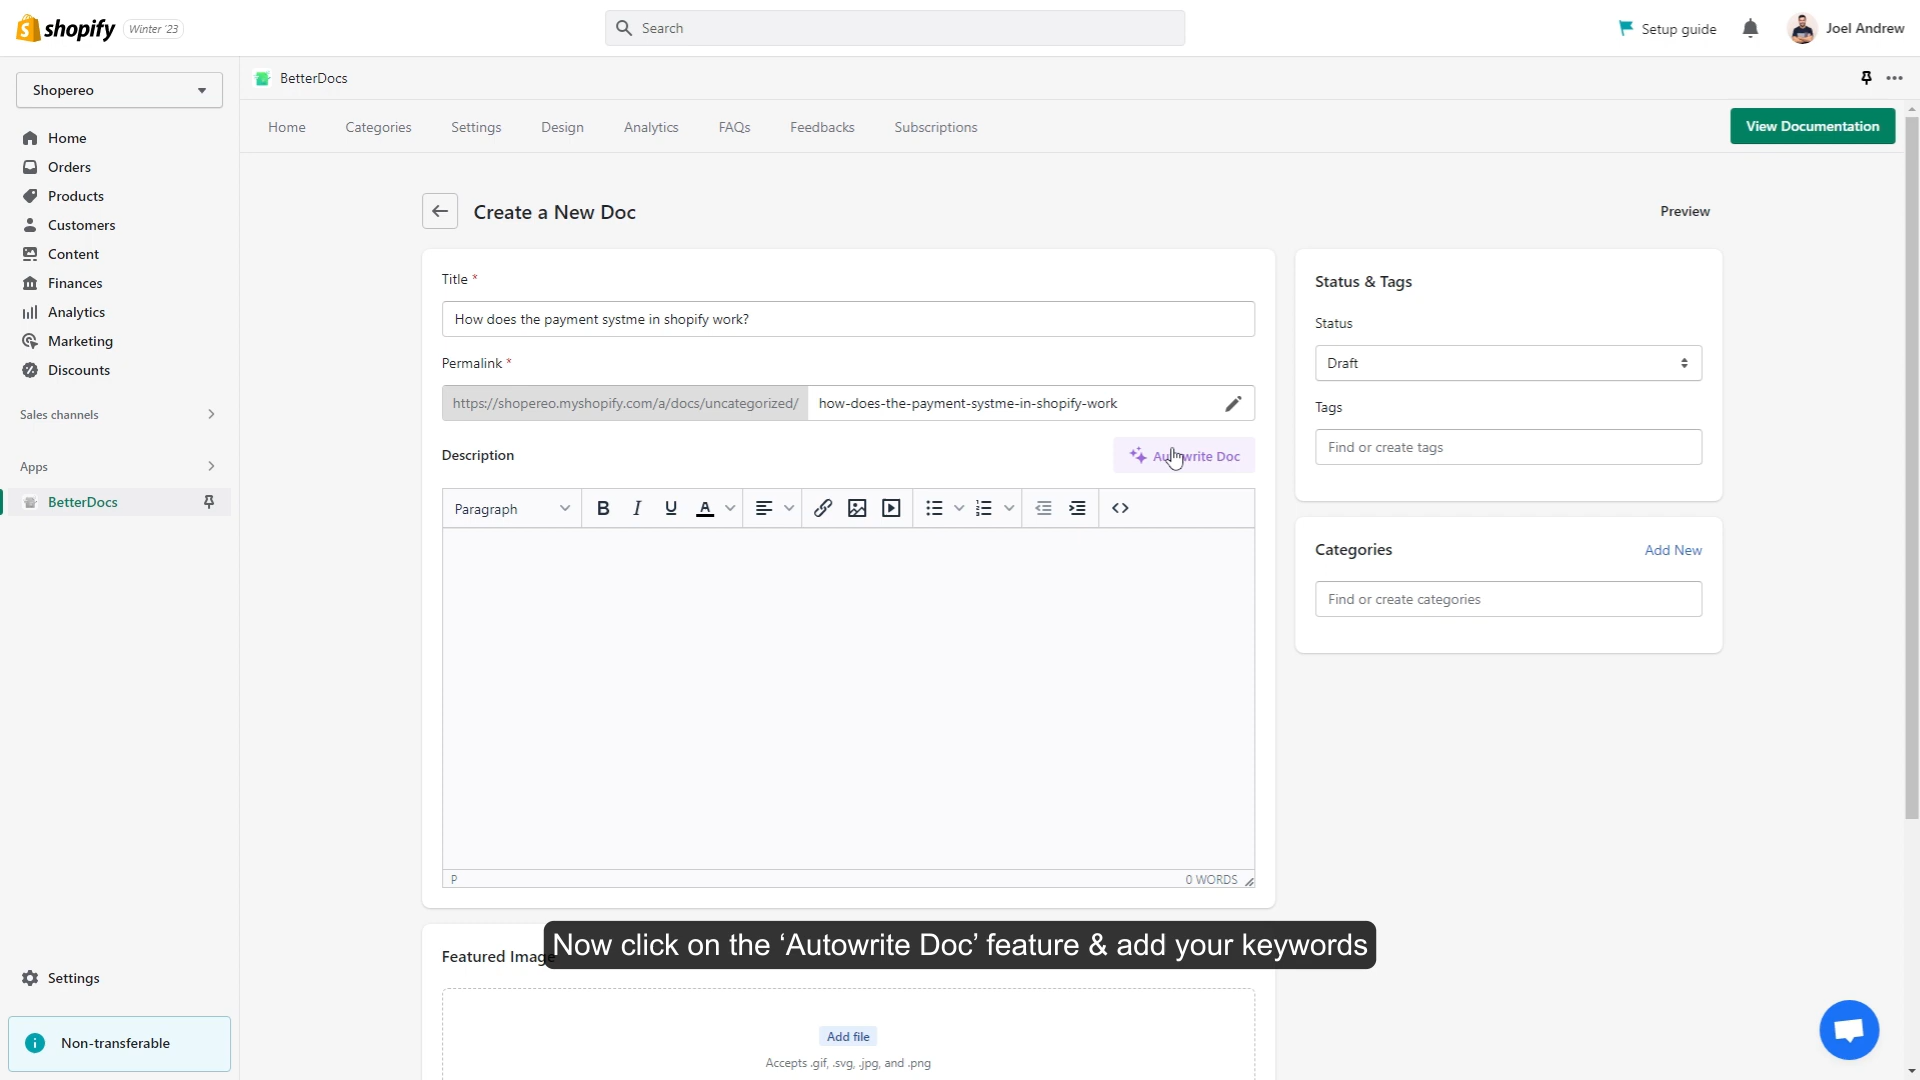 shopify
Winter '23
Search
Setup guide
Joel Andrew
Shopereo
BetterDocs
Home
Categories
Settings
Design
Analytics
FAQs
Feedbacks
Subscriptions
View Documentation
Home
Orders
Products
Customers
Content
Finances
Analytics
Marketing
Discounts
Sales channels
Apps
BetterDocs
Settings
Non-transferable
Create a New Doc
Preview
Title *
How does the payment systme in shopify work?
Permalink *
https://shopereo.myshopify.com/a/docs/uncategorized/
how-does-the-payment-systme-in-shopify-work
Description
Autowrite Doc
Paragraph
B I U A
P
0 WORDS
Status & Tags
Status
Draft
Tags
Find or create tags
Categories
Add New
Find or create categories
Featured Image
Now click on the ‘Autowrite Doc’ feature & add your keywords
Add file
Accepts .gif, .svg, .jpg, and .png